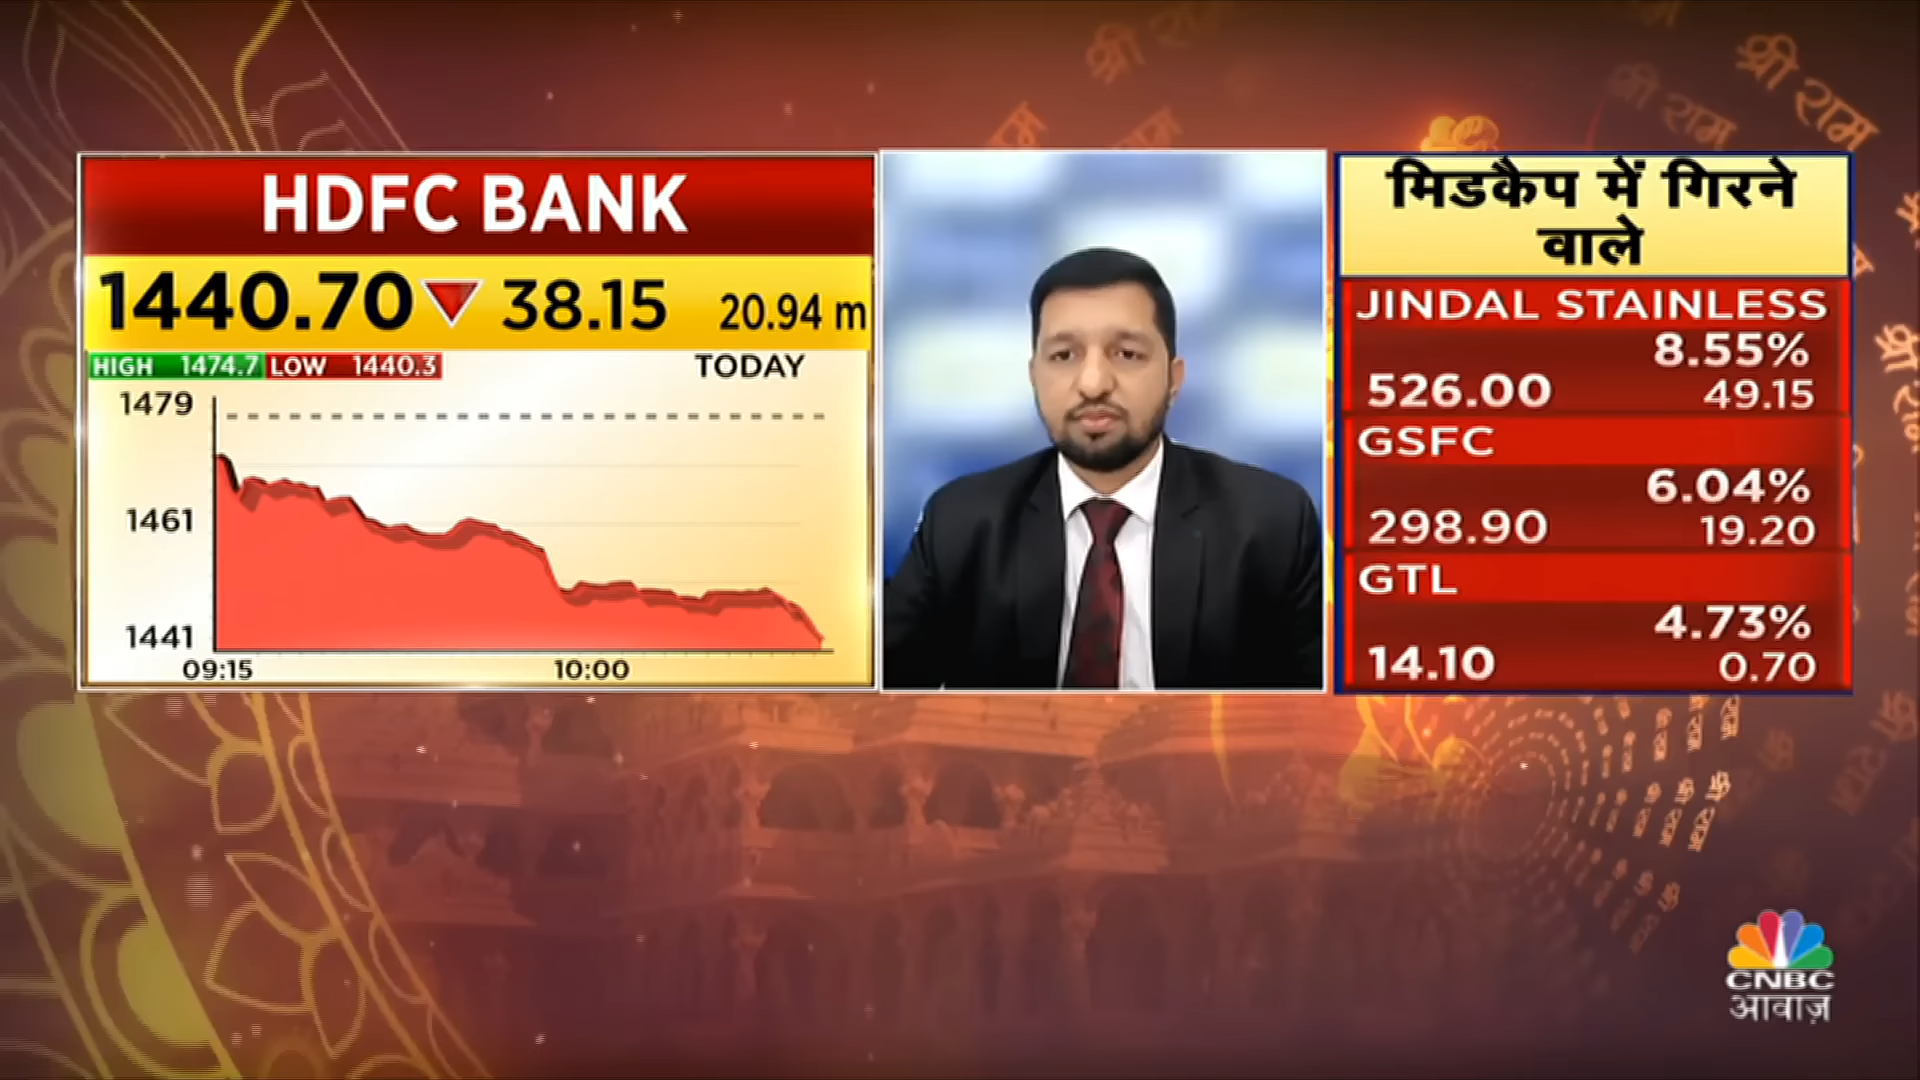 HDFC BANK
1440.70 38.15 20.94 m
HIGH 1474.7 LOW 1440.3 TODAY
1479
1461
1441
09:15 10:00
मिडकैप में गिरने
वाले
JINDAL STAINLESS
8.55%
526.00 49.15
GSFC
6.04%
298.90 19.20
GTL
4.73%
14.10 0.70
श्री राम
श्री राम
श्री राम
CNBC
आवाज़